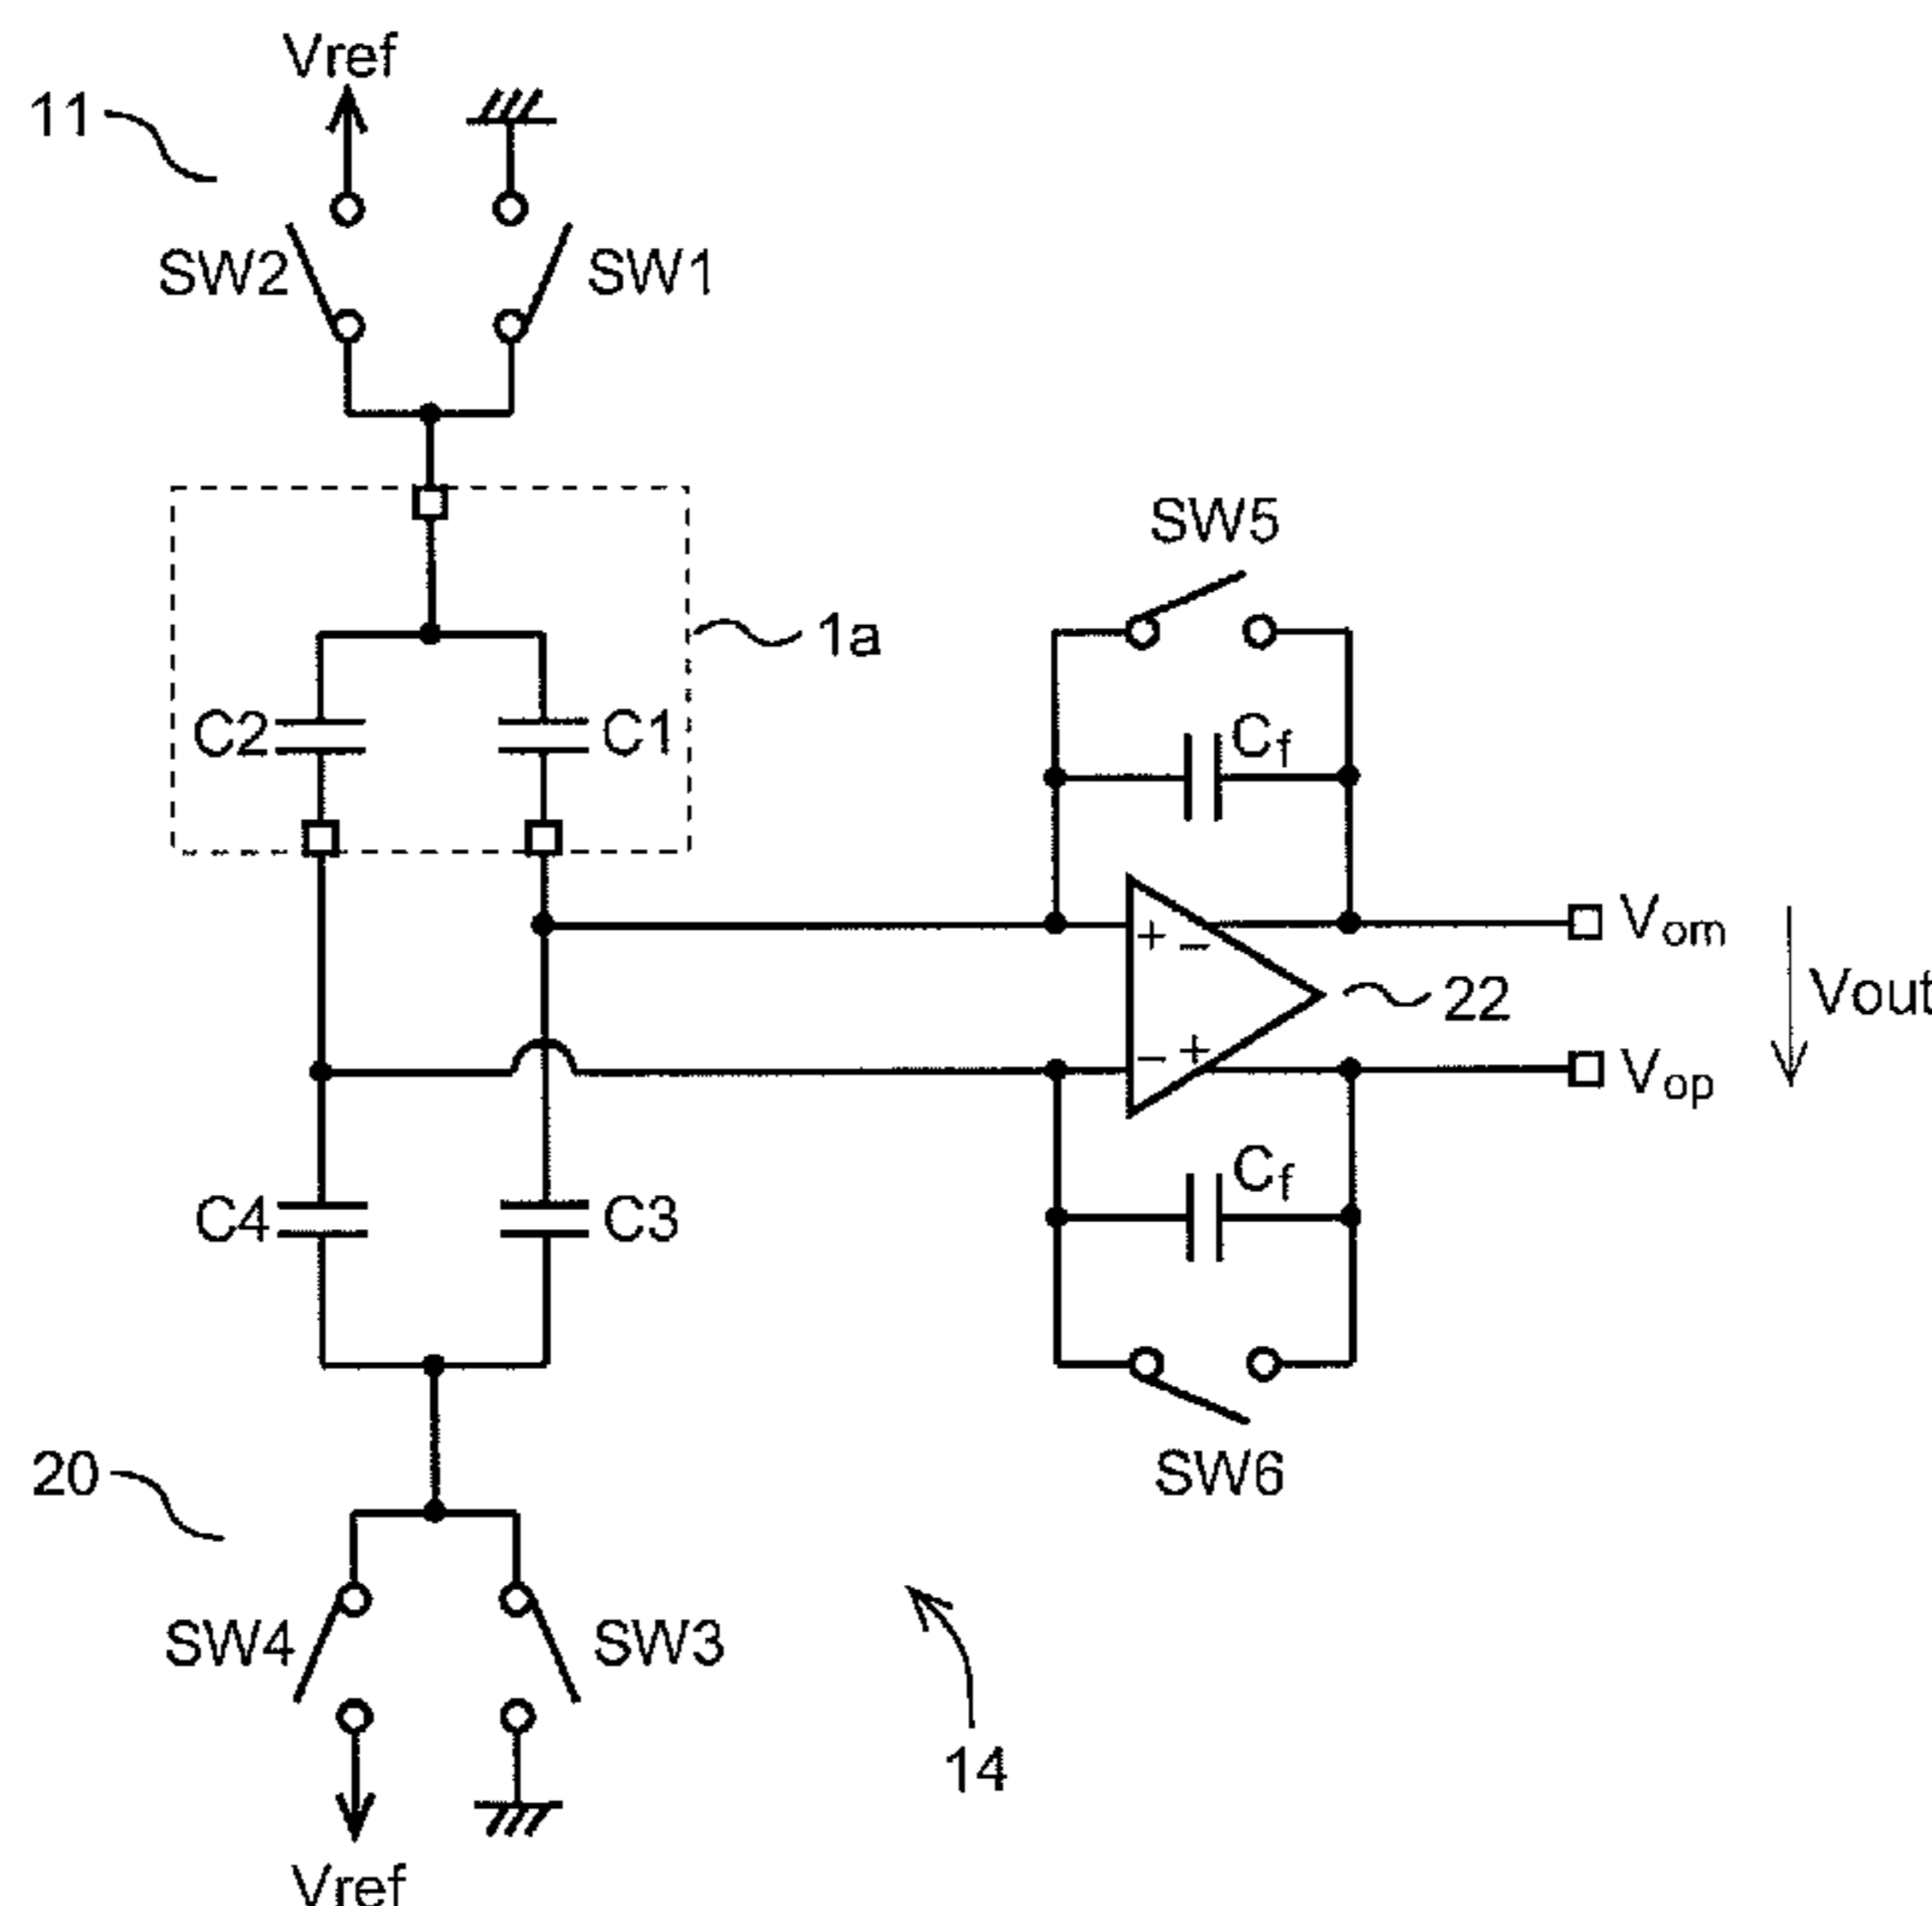 Vref
11
SW2
SW1
SW5
1a
C2
C1
Cf
+
−
Vom
22
Vout
−
+
Vop
Cf
C4
C3
20
SW6
SW4
SW3
14
Vref